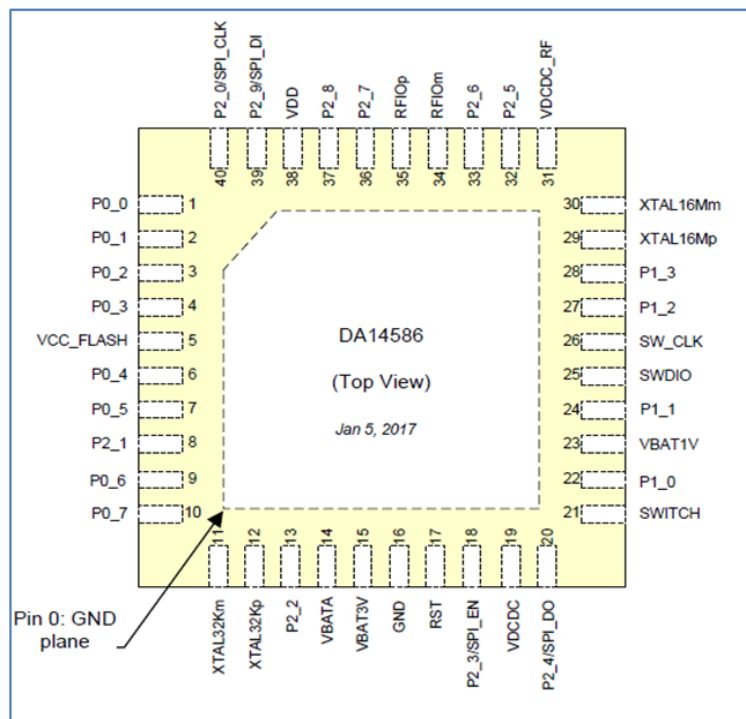 P2_0/SPI_CLK
P2_9/SPI_DI
VDD
P2_8
P2_7
RFIOp
RFIOm
P2_6
P2_5
VDCDC_RF
40
39
38
37
36
35
34
33
32
31
P0_0 1
P0_1 2
P0_2 3
P0_3 4
VCC_FLASH 5
P0_4 6
P0_5 7
P2_1 8
P0_6 9
P0_7 10
DA14586
(Top View)
Jan 5, 2017
30 XTAL16Mm
29 XTAL16Mp
28 P1_3
27 P1_2
26 SW_CLK
25 SWDIO
24 P1_1
23 VBAT1V
22 P1_0
21 SWITCH
11
12
13
14
15
16
17
18
19
20
XTAL32Km
XTAL32Kp
P2_2
VBATA
VBAT3V
GND
RST
P2_3/SPI_EN
VDCDC
P2_4/SPI_DO
Pin 0: GND
plane